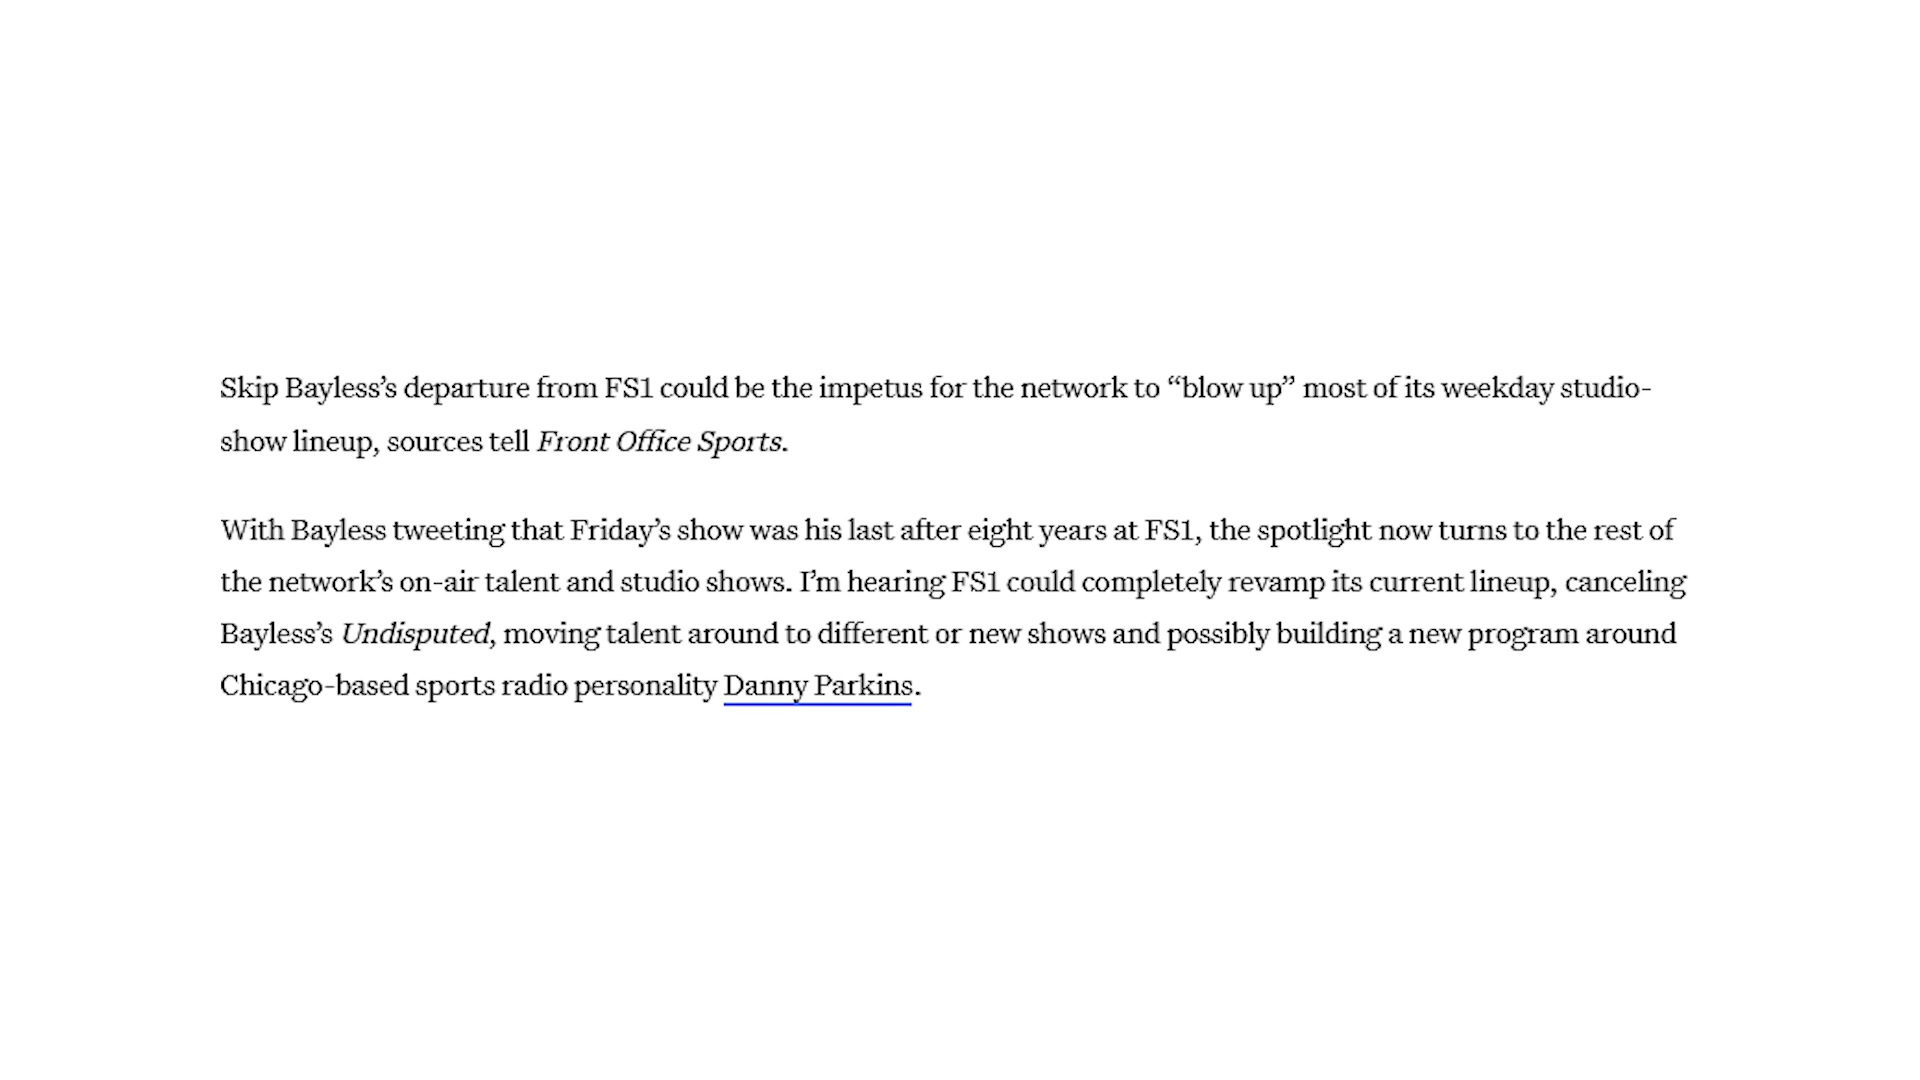 Skip Bayless’s departure from FS1 could be the impetus for the network to “blow up” most of its weekday studio-
show lineup, sources tell Front Office Sports.
With Bayless tweeting that Friday’s show was his last after eight years at FS1, the spotlight now turns to the rest of
the network’s on-air talent and studio shows. I’m hearing FS1 could completely revamp its current lineup, canceling
Bayless’s Undisputed, moving talent around to different or new shows and possibly building a new program around
Chicago-based sports radio personality Danny Parkins.